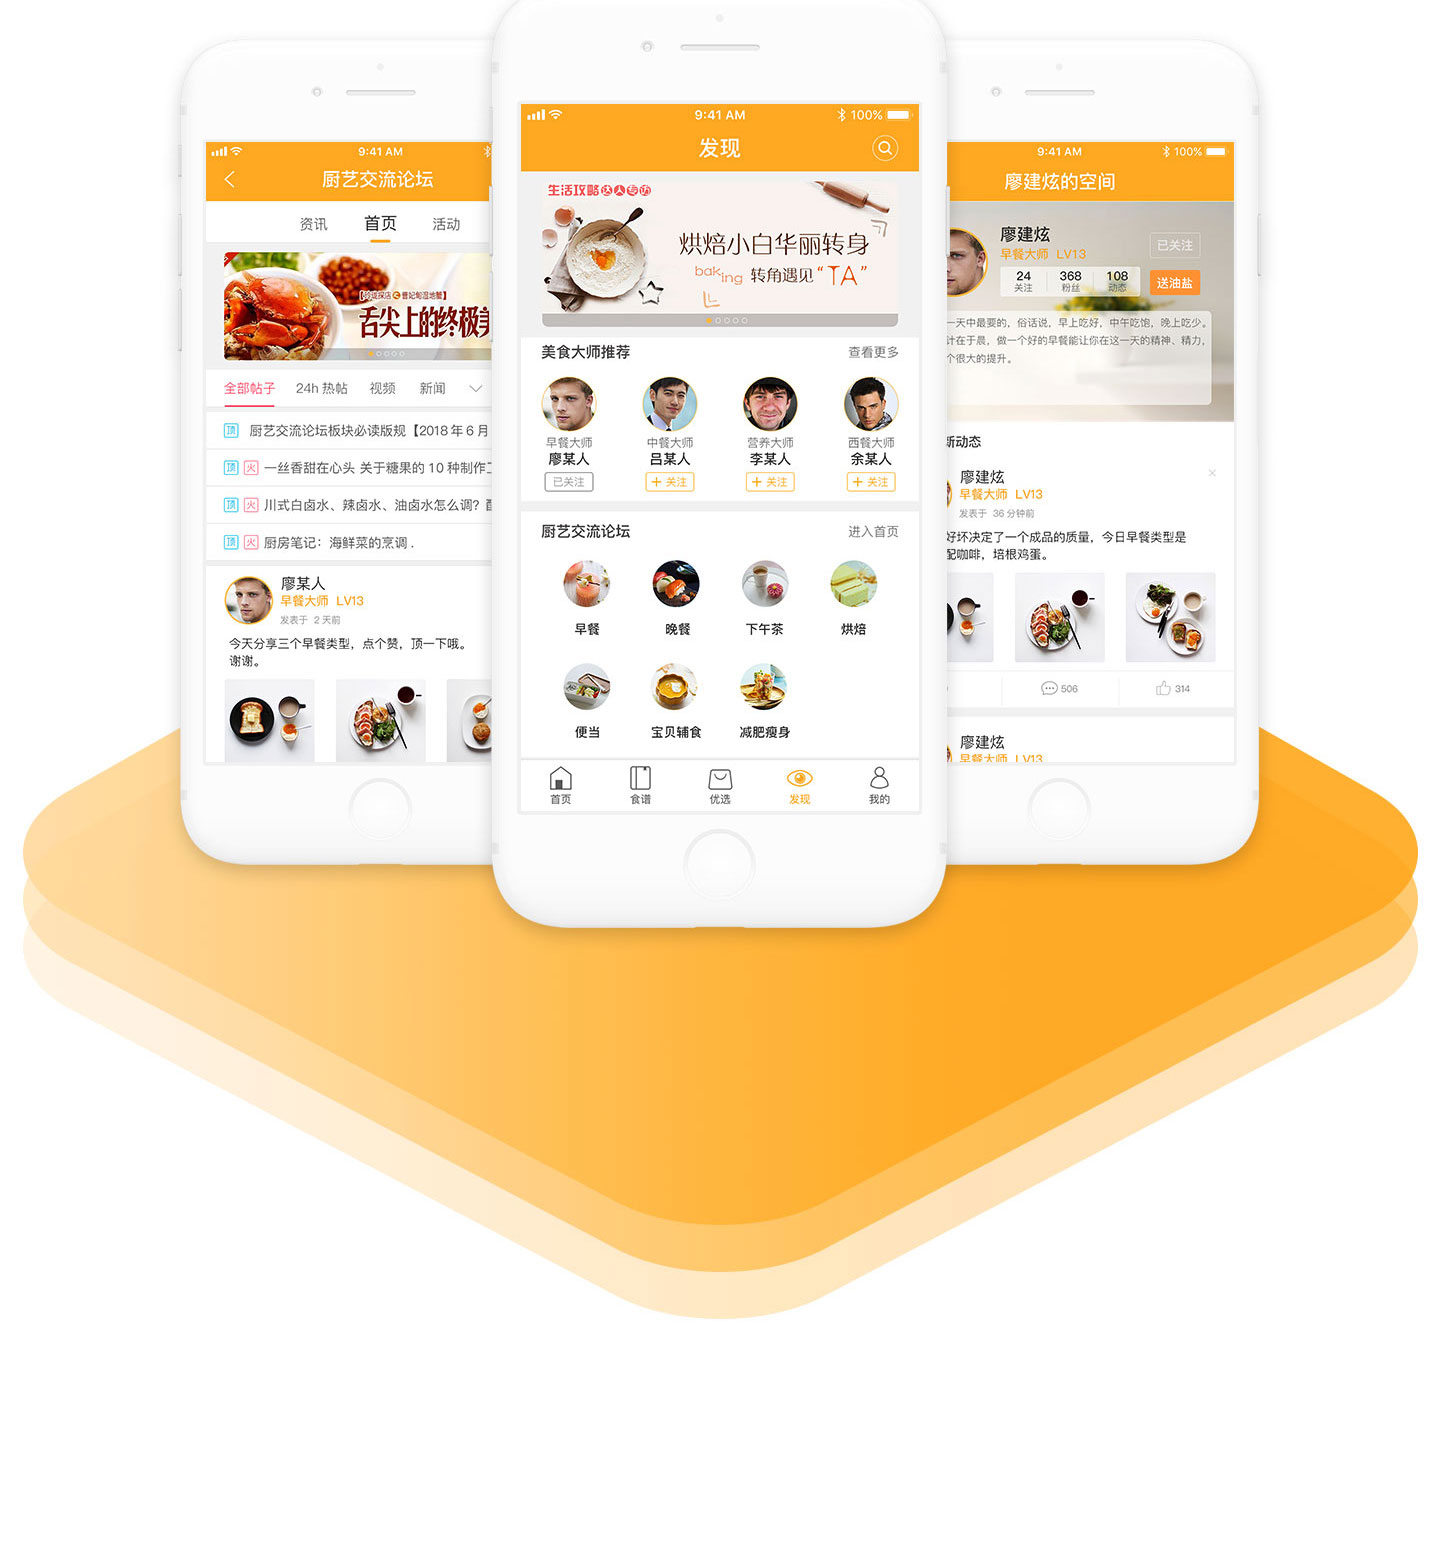 9:41 AM
厨艺交流论坛
资讯 首页 活动
【玲珑探店 曹妃甸湿地蟹】
舌尖上的终极美
全部帖子 24h 热帖 视频 新闻
顶 厨艺交流论坛板块必读版规【2018 年 6 月
顶 火 一丝香甜在心头 关于糖果的 10 种制作工
顶 火 川式白卤水、辣卤水、油卤水怎么调？配
顶 火 厨房笔记：海鲜菜的烹调 .
廖某人
早餐大师 LV13
发表于 2 天前
今天分享三个早餐类型，点个赞，顶一下哦。
谢谢。
9:41 AM 100%
发现
生活攻略达人专访
烘焙小白华丽转身
baking 转角遇见“TA”
美食大师推荐 查看更多
早餐大师 中餐大师 营养大师 西餐大师
廖某人 吕某人 李某人 余某人
已关注 + 关注 + 关注 + 关注
厨艺交流论坛 进入首页
早餐 晚餐 下午茶 烘焙
便当 宝贝辅食 减肥瘦身
首页 食谱 优选 发现 我的
9:41 AM 100%
廖建炫的空间
廖建炫
早餐大师 LV13
已关注
24 368 108
关注 粉丝 动态
送油盐
一天中最要的，俗话说，早上吃好，中午吃饱，晚上吃少。
计在于晨，做一个好的早餐能让你在这一天的精神、精力，
个很大的提升。
新动态
廖建炫
早餐大师 LV13
发表于 36 分钟前
好坏决定了一个成品的质量，今日早餐类型是
配咖啡，培根鸡蛋。
506 314
廖建炫
早餐大师 LV13